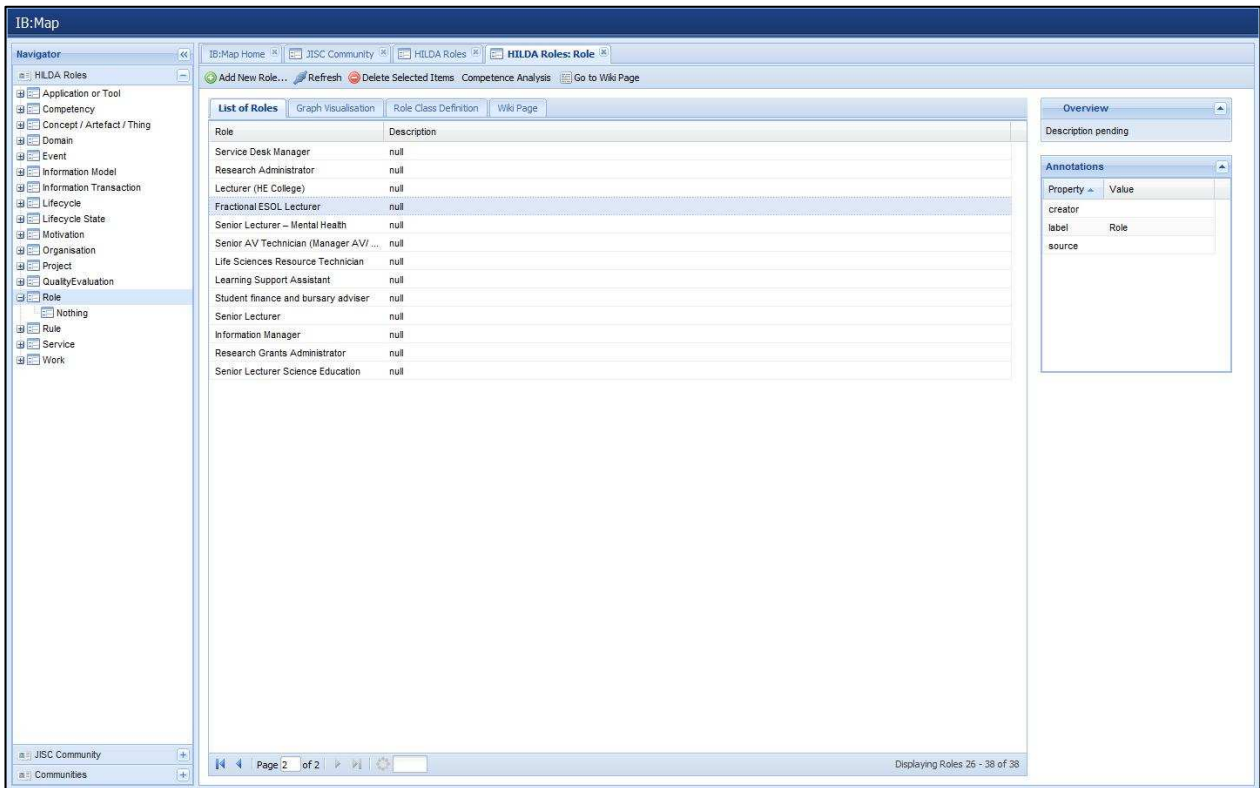 IB:Map
Navigator
HILDA Roles
Application or Tool
Competency
Concept / Artefact / Thing
Domain
Event
Information Model
Information Transaction
Lifecycle
Lifecycle State
Motivation
Organisation
Project
QualityEvaluation
Role
Nothing
Rule
Service
Work
JISC Community
Communities
IB:Map Home JISC Community HILDA Roles HILDA Roles: Role
Add New Role... Refresh Delete Selected Items Competence Analysis Go to Wiki Page
List of Roles Graph Visualisation Role Class Definition Wiki Page
Role Description
Service Desk Manager null
Research Administrator null
Lecturer (HE College) null
Fractional ESOL Lecturer null
Senior Lecturer – Mental Health null
Senior AV Technician (Manager AV/ ... null
Life Sciences Resource Technician null
Learning Support Assistant null
Student finance and bursary adviser null
Senior Lecturer null
Information Manager null
Research Grants Administrator null
Senior Lecturer Science Education null
Page 2 of 2
Displaying Roles 26 - 38 of 38
Overview
Description pending
Annotations
Property Value
creator
label Role
source